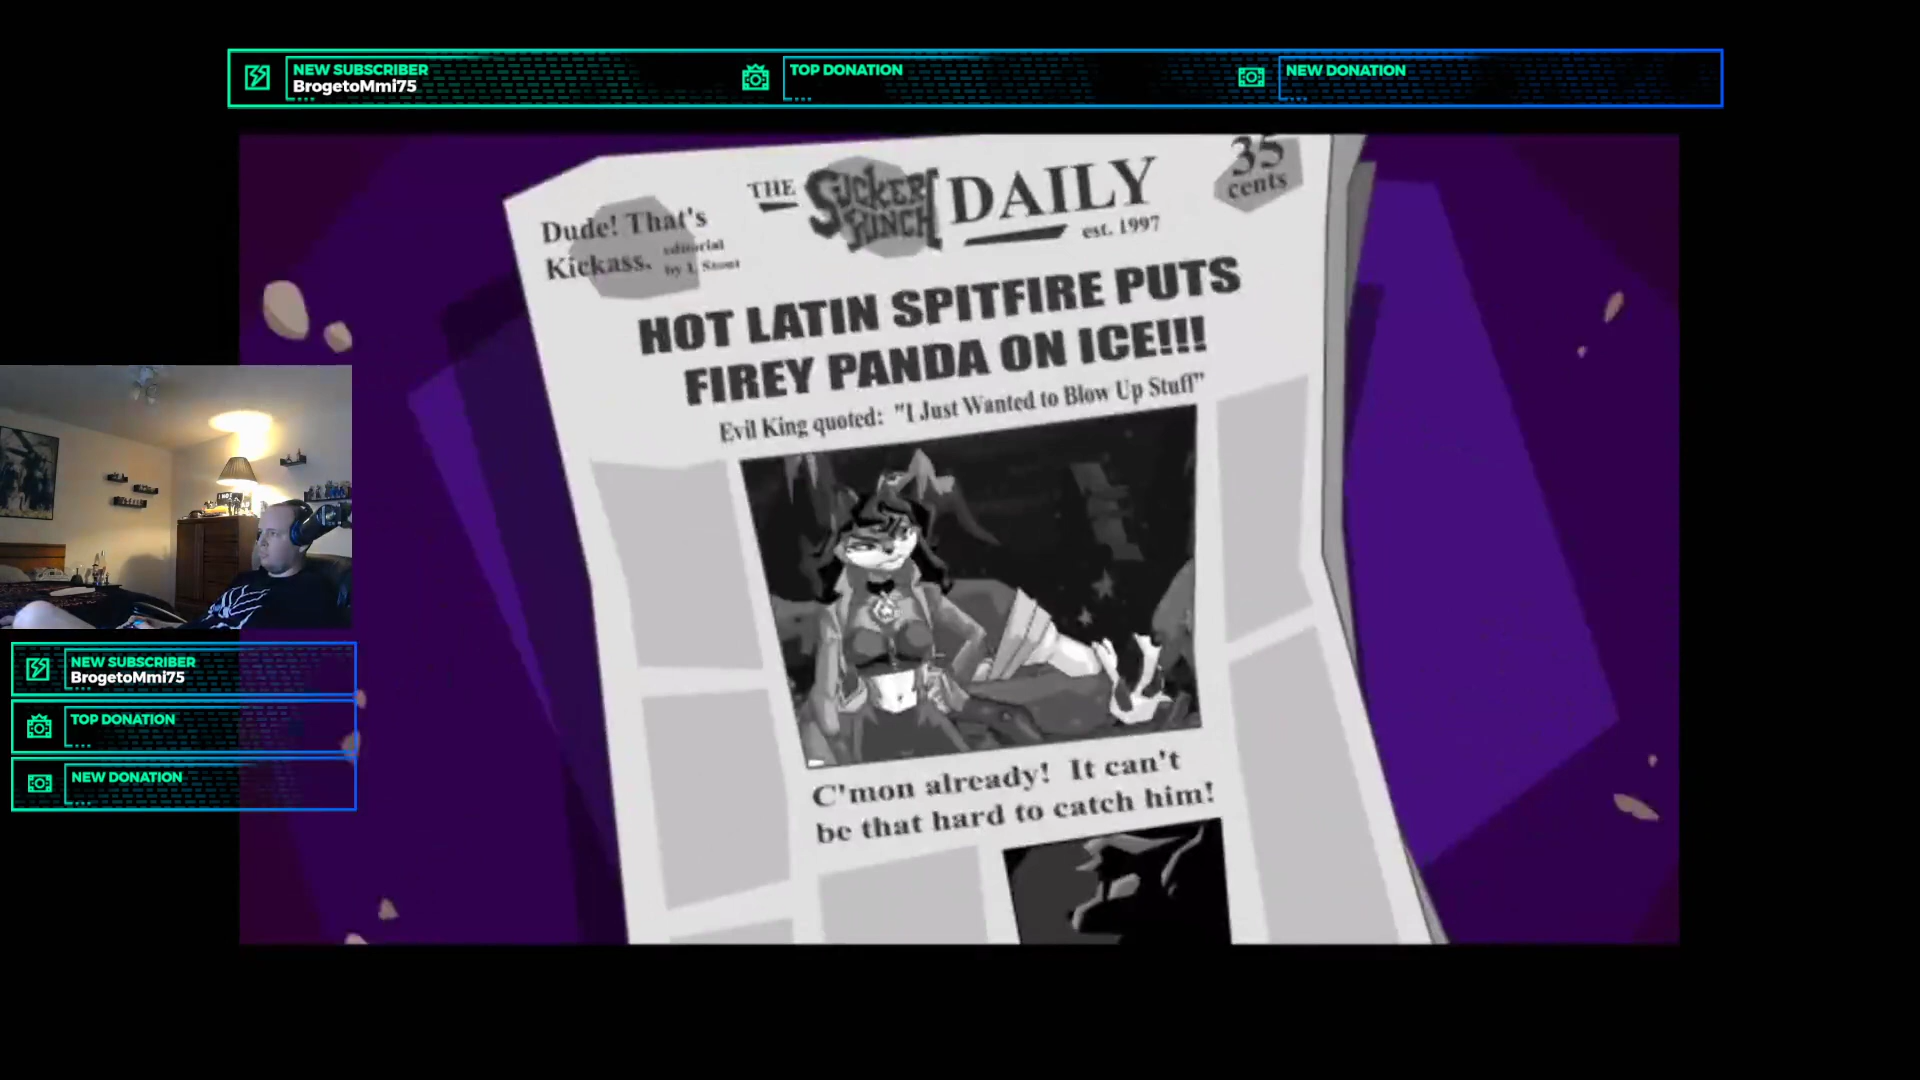 NEW SUBSCRIBER
BrogetoMmi75
TOP DONATION
NEW DONATION
35
cents
THE SUCKER PUNCH DAILY
est. 1997
Dude! That's
Kickass.
editorial
by
HOT LATIN SPITFIRE PUTS
FIREY PANDA ON ICE!!!
Evil King quoted: "I Just Wanted to Blow Up Stuff"
C'mon already! It can't
be that hard to catch him!
NEW SUBSCRIBER
BrogetoMmi75
TOP DONATION
NEW DONATION